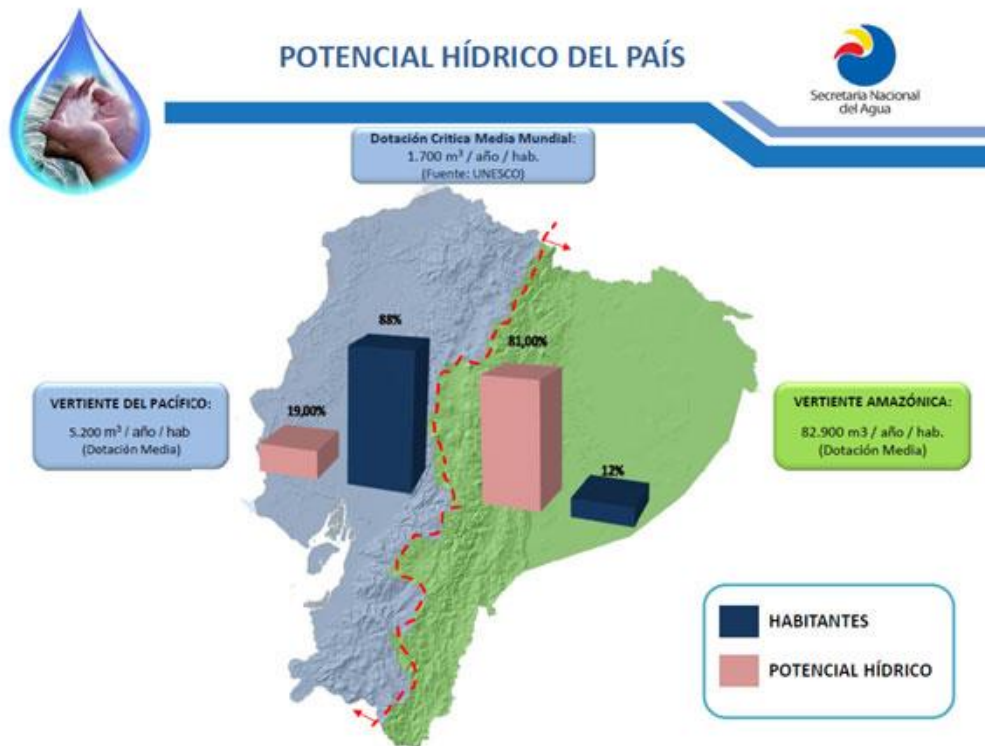 POTENCIAL HÍDRICO DEL PAÍS
Secretaría Nacional
del Agua
Dotación Critica Media Mundial:
1.700 m³ / año / hab.
(Fuente: UNESCO)
88%
81,00%
19,00%
12%
VERTIENTE DEL PACÍFICO:
5.200 m³ / año / hab
(Dotación Media)
VERTIENTE AMAZÓNICA:
82.900 m3 / año / hab.
(Dotación Media)
HABITANTES
POTENCIAL HÍDRICO